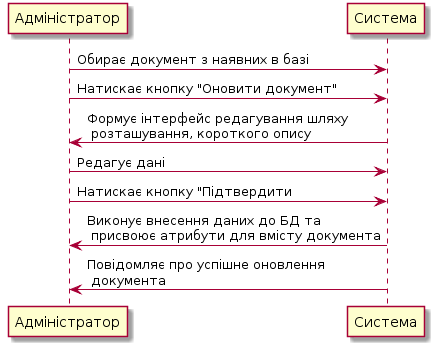 Адміністратор
Система
Обирає документ з наявних в базі
Натискає кнопку "Оновити документ"
Формує інтерфейс редагування шляху
розташування, короткого опису
Редагує дані
Натискає кнопку "Підтвердити
Виконує внесення даних до БД та
присвоює атрибути для вмісту документа
Повідомляє про успішне оновлення
документа
Адміністратор
Система